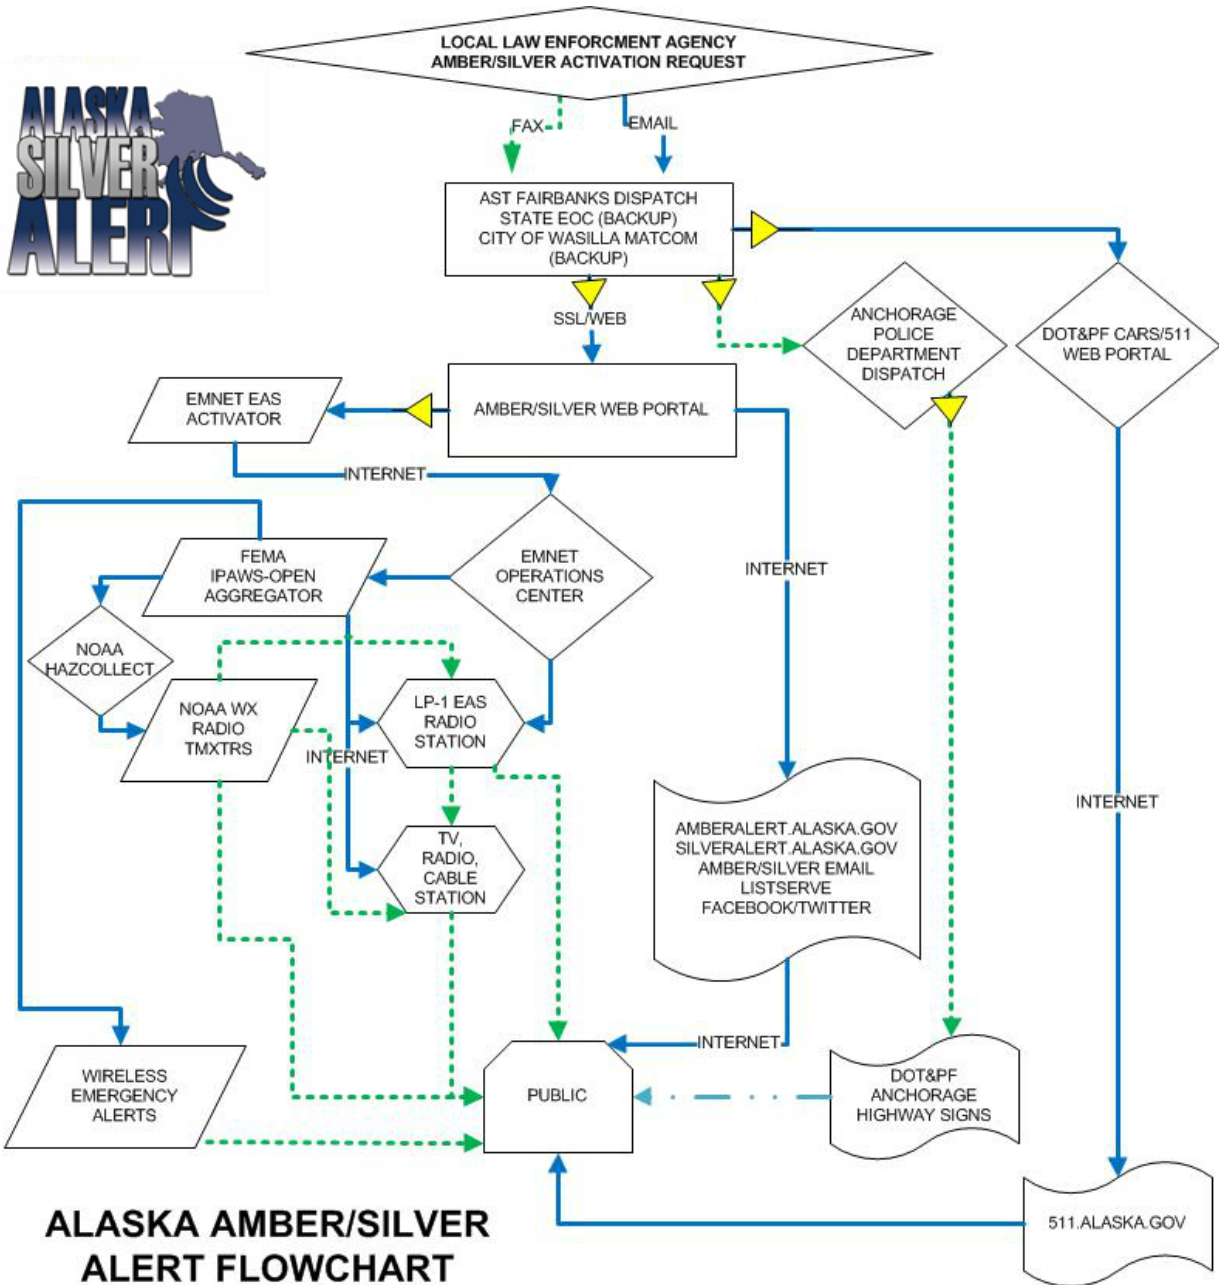 LOCAL LAW ENFORCMENT AGENCY
AMBER/SILVER ACTIVATION REQUEST
ALASKA
SILVER
ALERT
FAX
EMAIL
AST FAIRBANKS DISPATCH
STATE EOC (BACKUP)
CITY OF WASILLA MATCOM
(BACKUP)
SSL/WEB
ANCHORAGE
POLICE
DEPARTMENT
DISPATCH
DOT&PF CARS/511
WEB PORTAL
EMNET EAS
ACTIVATOR
AMBER/SILVER WEB PORTAL
INTERNET
FEMA
IPAWS-OPEN
AGGREGATOR
EMNET
OPERATIONS
CENTER
INTERNET
NOAA
HAZCOLLECT
NOAA WX
RADIO
TMXTRS
LP-1 EAS
RADIO
STATION
INTERNET
INTERNET
TV,
RADIO,
CABLE
STATION
AMBERALERT.ALASKA.GOV
SILVERALERT.ALASKA.GOV
AMBER/SILVER EMAIL
LISTSERVE
FACEBOOK/TWITTER
INTERNET
WIRELESS
EMERGENCY
ALERTS
PUBLIC
DOT&PF
ANCHORAGE
HIGHWAY SIGNS
511.ALASKA.GOV
ALASKA AMBER/SILVER
ALERT FLOWCHART